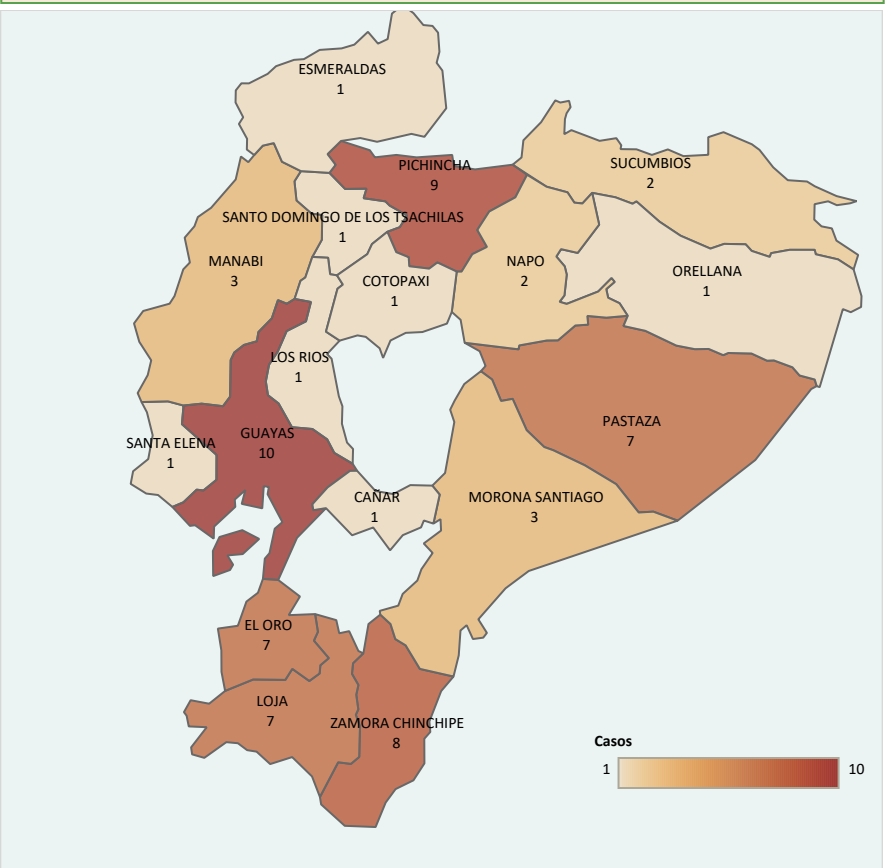 ESMERALDAS
1
PICHINCHA
9
SUCUMBIOS
2
SANTO DOMINGO DE LOS TSACHILAS
1
MANABI
3
COTOPAXI
1
NAPO
2
ORELLANA
1
LOS RIOS
1
GUAYAS
10
SANTA ELENA
1
PASTAZA
7
CAÑAR
1
MORONA SANTIAGO
3
EL ORO
7
LOJA
7
ZAMORA CHINCHIPE
8
Casos
1 10